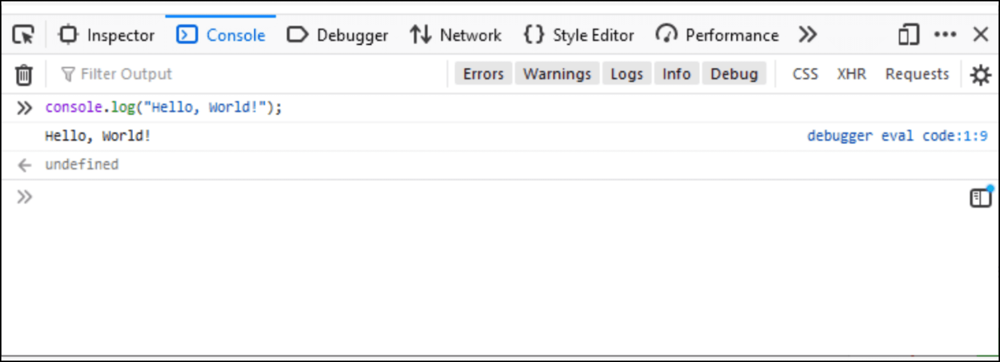 Inspector Console Debugger Network Style Editor Performance
Filter Output Errors Warnings Logs Info Debug CSS XHR Requests
console.log("Hello, World!");
Hello, World! debugger eval code:1:9
undefined